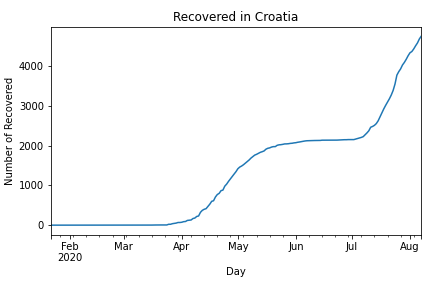 Recovered in Croatia
Number of Recovered
4000
3000
2000
1000
0
Feb
2020
Mar
Apr
May
Jun
Jul
Aug
Day